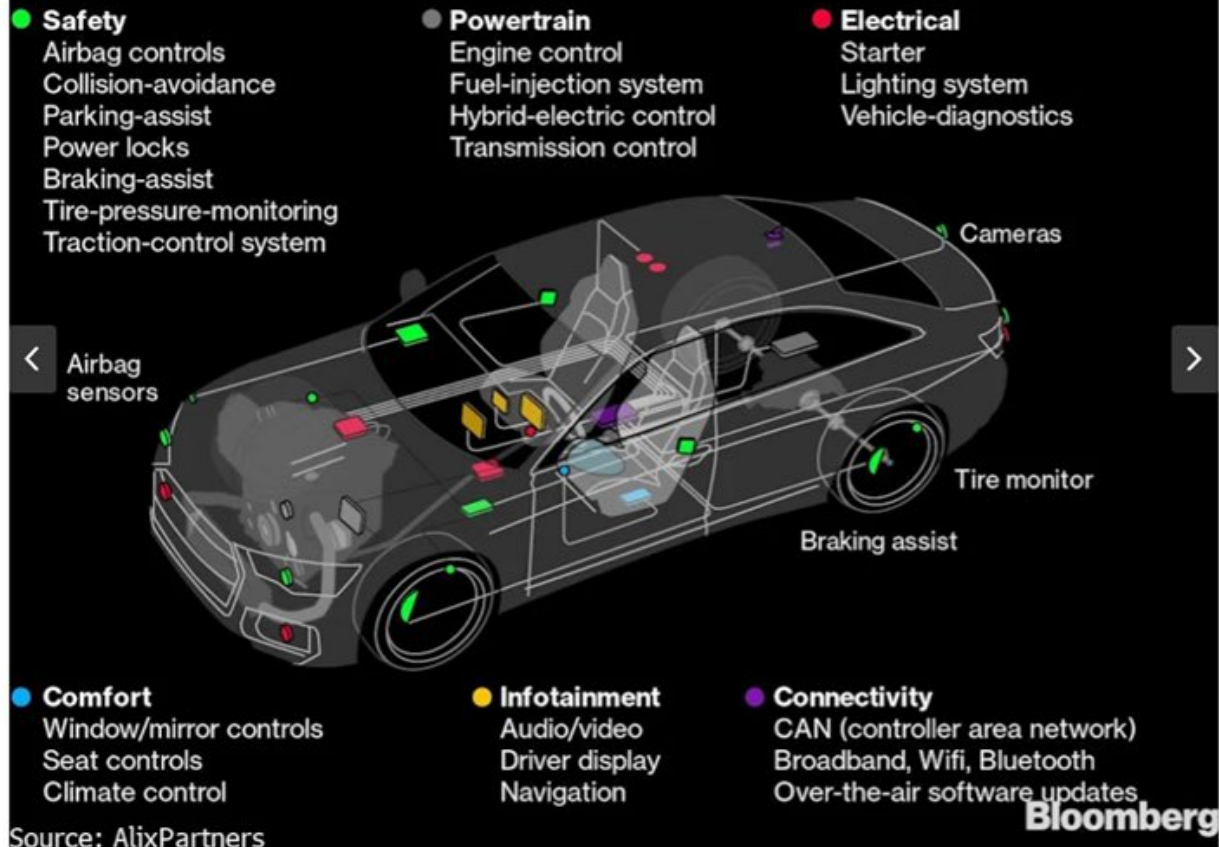 Safety
Airbag controls
Collision-avoidance
Parking-assist
Power locks
Braking-assist
Tire-pressure-monitoring
Traction-control system
Powertrain
Engine control
Fuel-injection system
Hybrid-electric control
Transmission control
Electrical
Starter
Lighting system
Vehicle-diagnostics
Cameras
Airbag
sensors
Tire monitor
Braking assist
Comfort
Window/mirror controls
Seat controls
Climate control
Infotainment
Audio/video
Driver display
Navigation
Connectivity
CAN (controller area network)
Broadband, Wifi, Bluetooth
Over-the-air software updates
Bloomberg
Source: AlixPartners